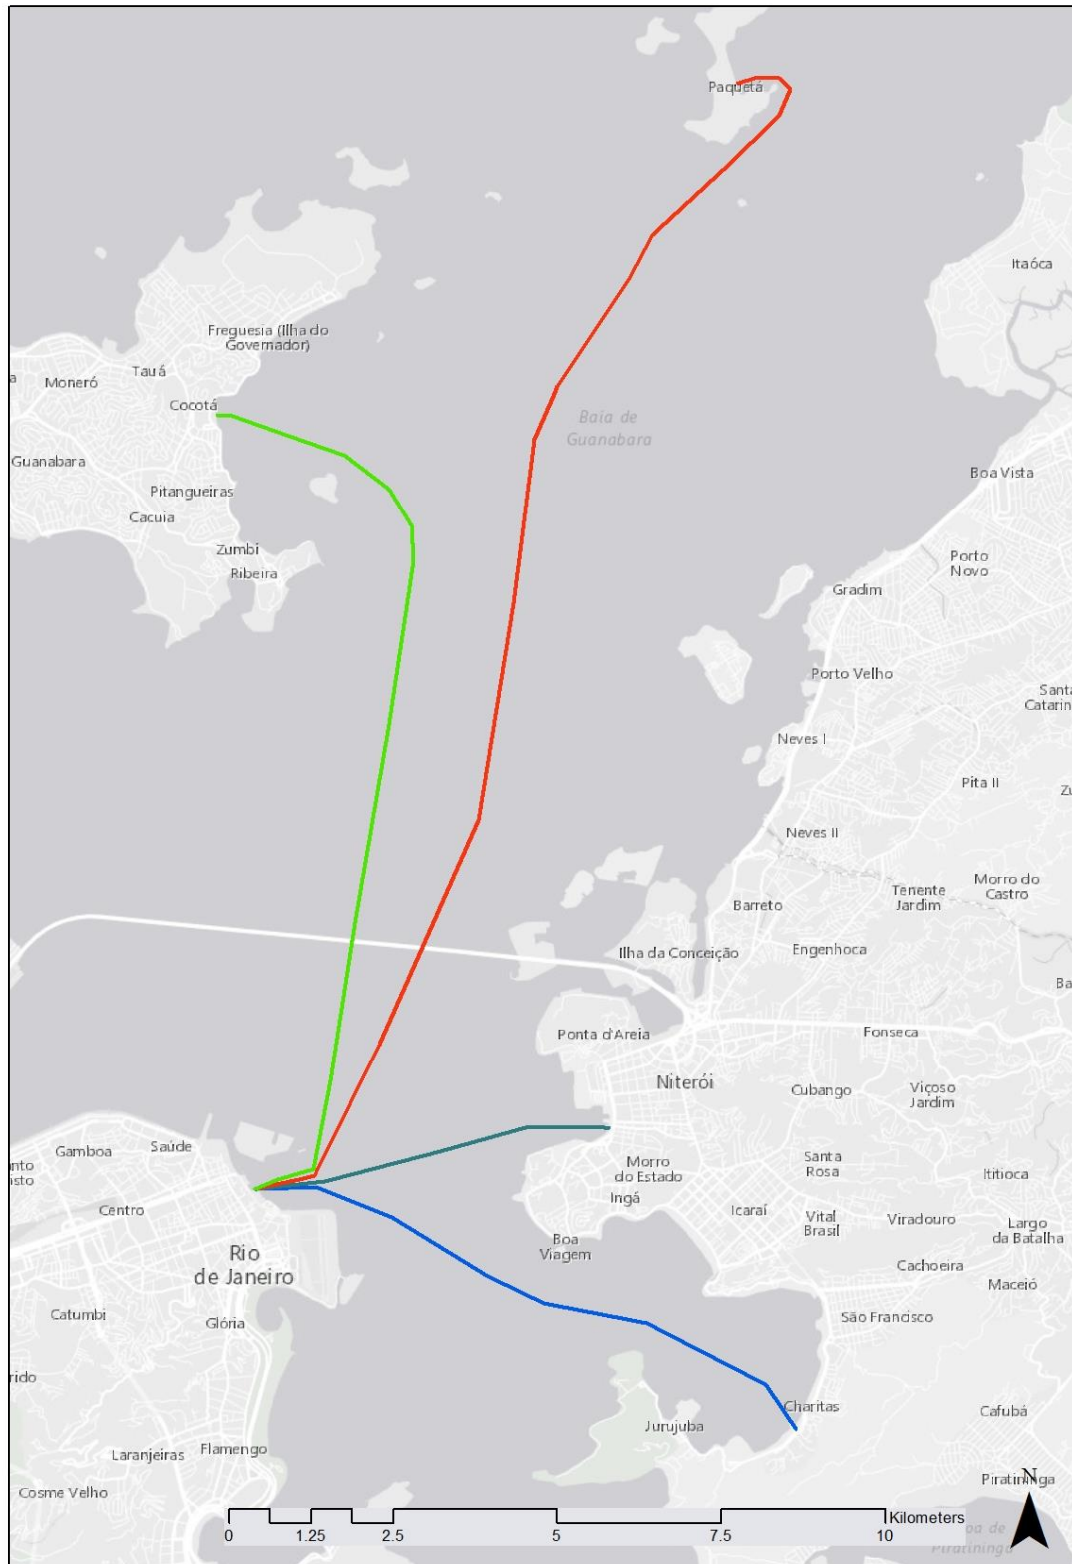 Paquetá
Itaóca
Freguesia (Ilha do
Governador)
Tauá
Moneró
Cocotá
Baia de
Guanabara
Guanabara
Boa Vista
Pitangueiras
Cacuia
Zumbi
Ribeira
Porto
Novo
Gradim
Porto Velho
Santa
Neves I
Pita II
Neves II
Morro do
Castro
Tenente
Jardim
Barreto
Engenhoca
Ilha da Conceição
Ponta d'Areia
Fonseca
Niterói
Cubango
Viçoso
Jardim
Saúde
Gamboa
Morro
do Estado
Santa
Rosa
Ititioca
Ingá
Centro
Icaraí
Vital
Brasil
Viradouro
Largo
da Batalha
Boa
Viagem
Rio
de Janeiro
Cachoeira
Maceió
Catumbi
Glória
São Francisco
Charitas
Cafubá
Jurujuba
Laranjeiras
Flamengo
Cosme Velho
Piratininga
N
Kilometers
0 1.25 2.5 5 7.5 10